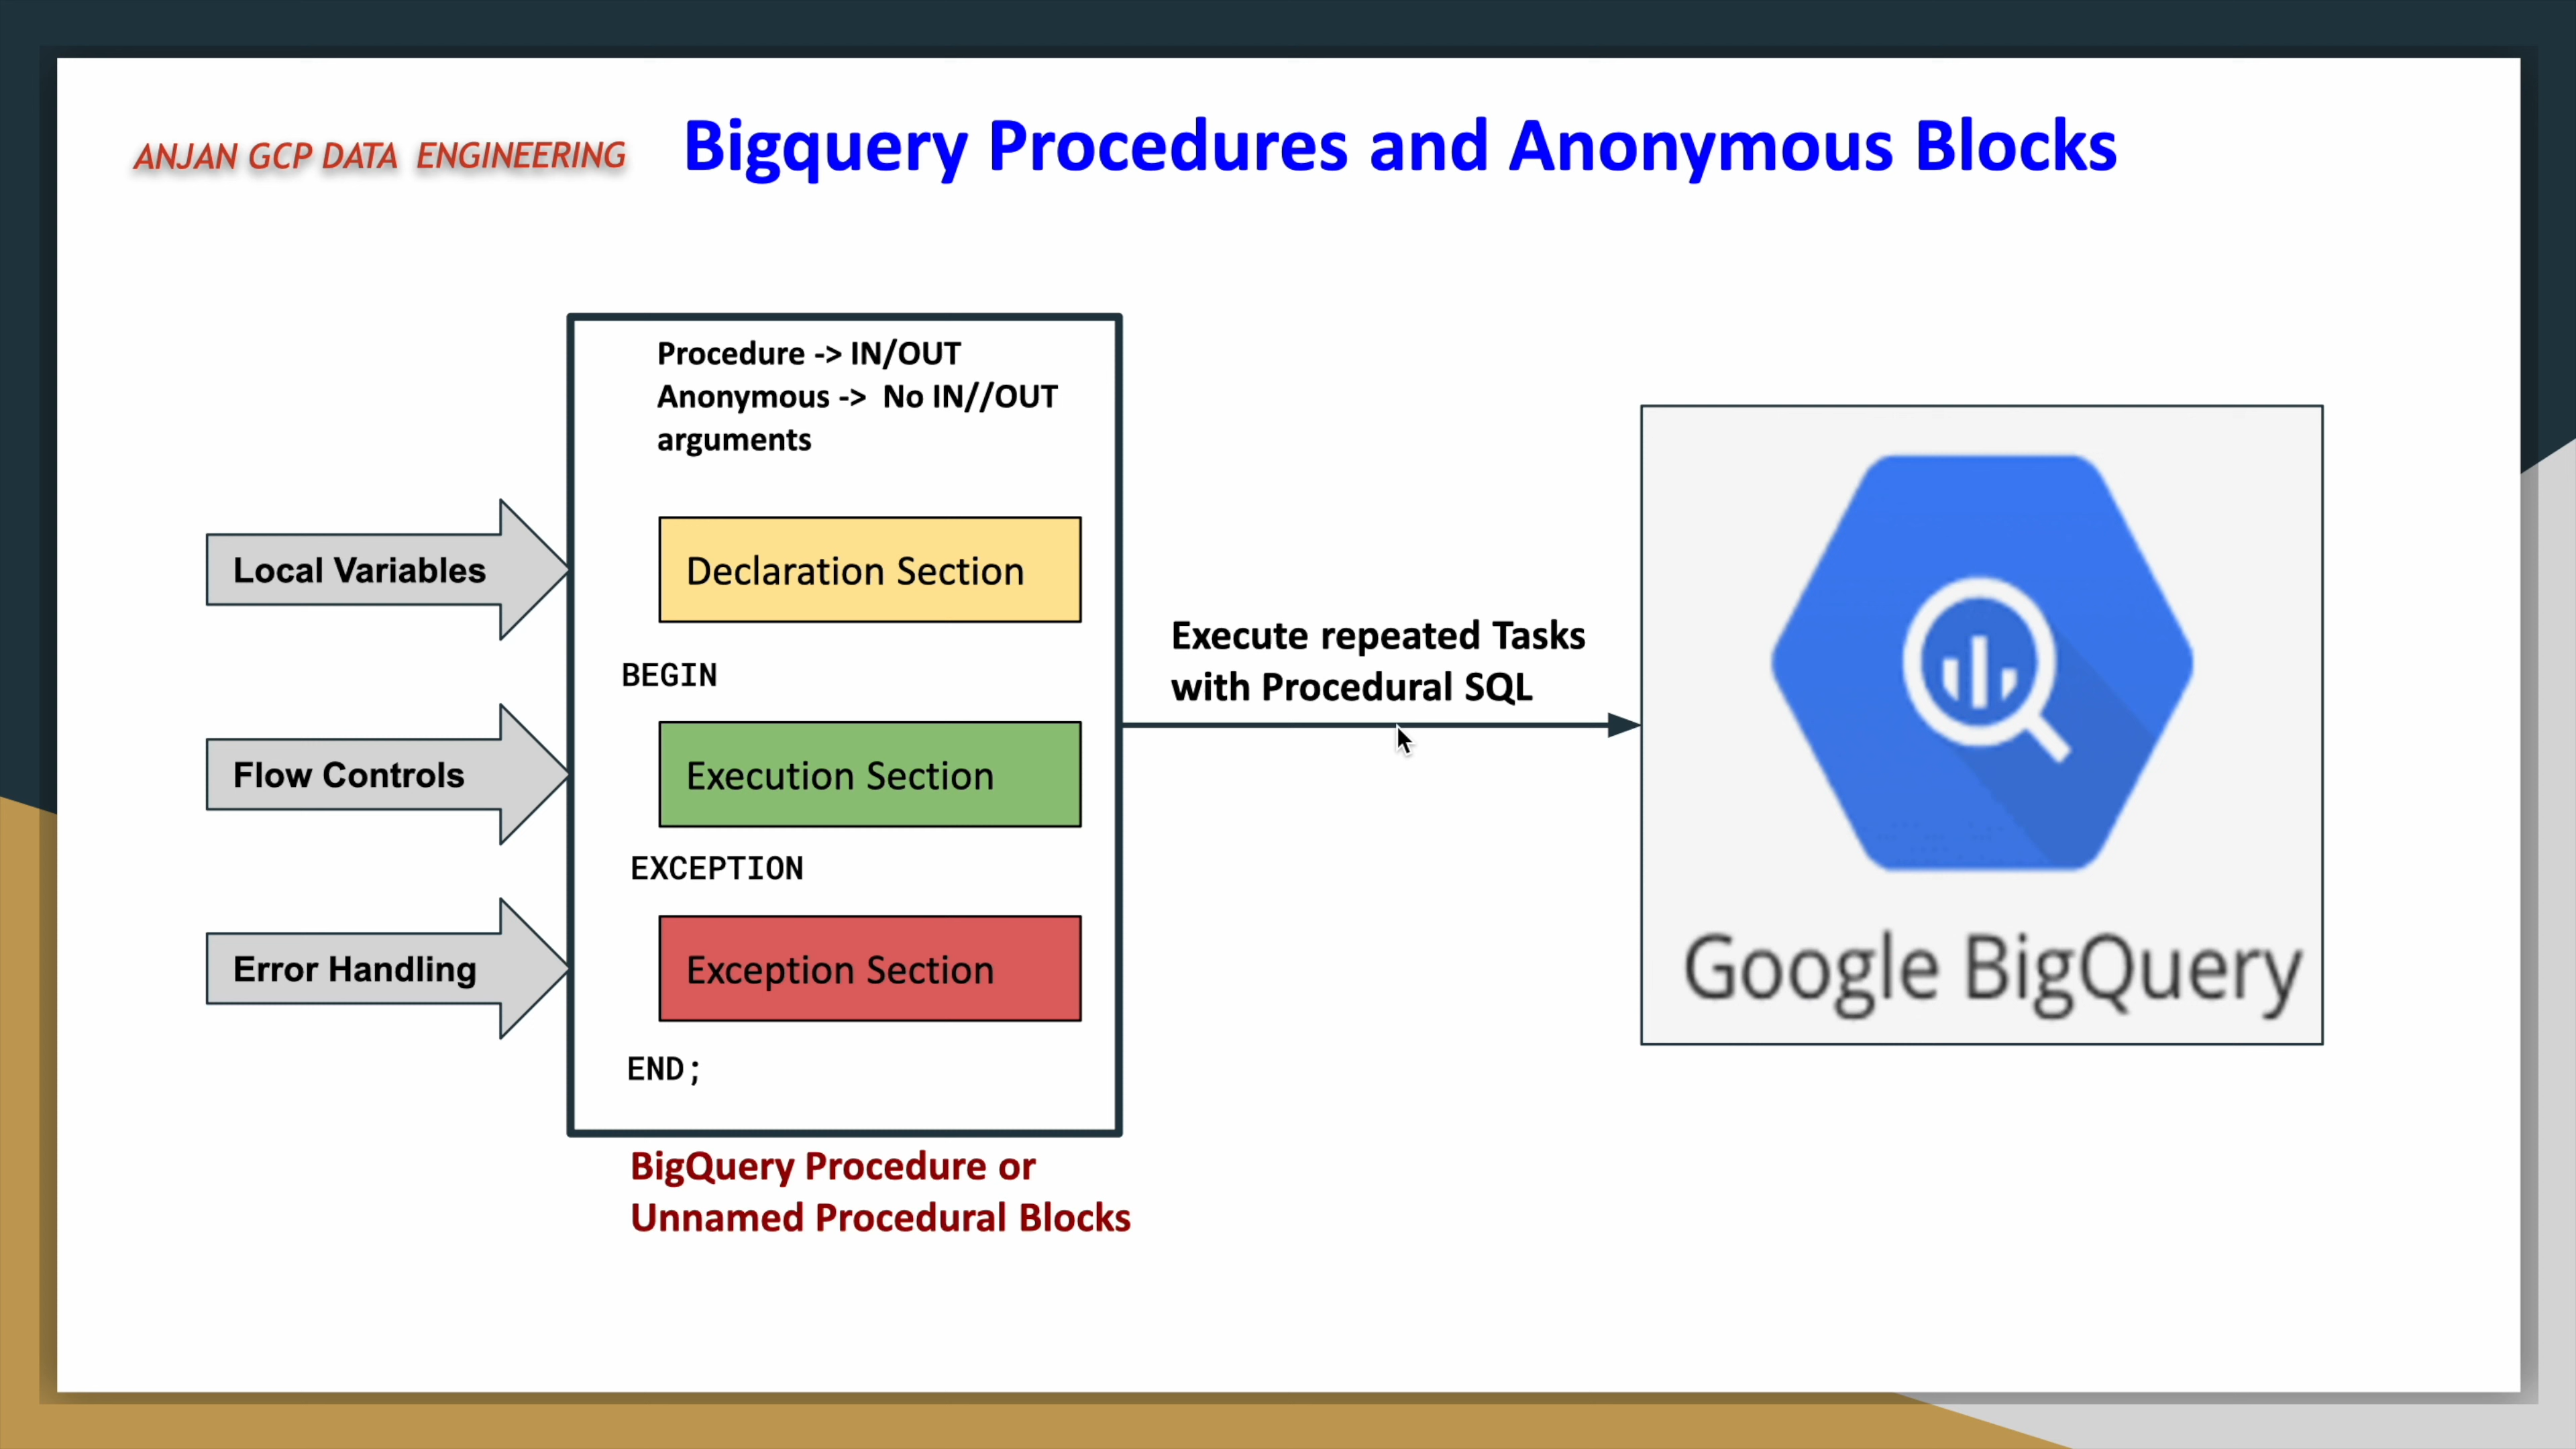 ANJAN GCP DATA ENGINEERING
Bigquery Procedures and Anonymous Blocks
Procedure -> IN/OUT
Anonymous -> No IN//OUT
arguments
Local Variables
Declaration Section
BEGIN
Flow Controls
Execution Section
EXCEPTION
Error Handling
Exception Section
END;
BigQuery Procedure or
Unnamed Procedural Blocks
Execute repeated Tasks
with Procedural SQL
Google BigQuery